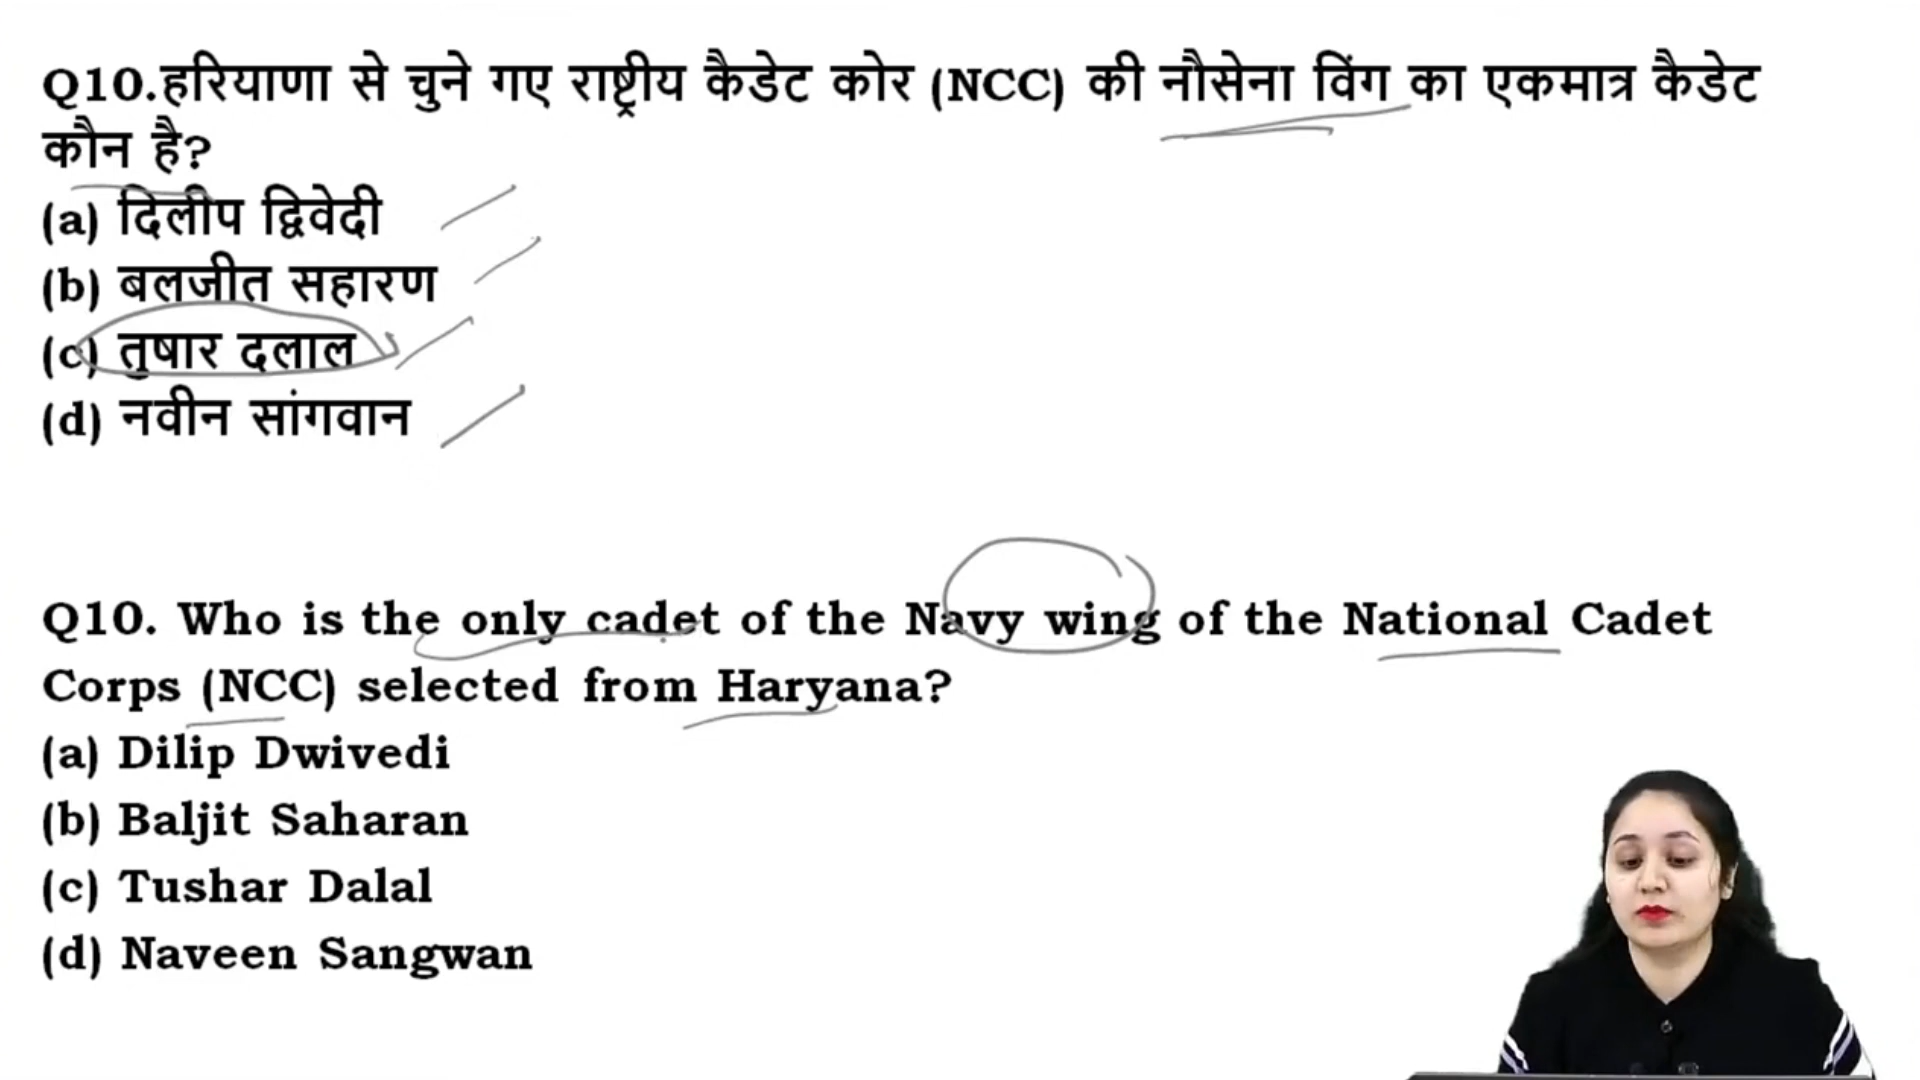 Q10.हरियाणा से चुने गए राष्ट्रीय कैडेट कोर (NCC) की नौसेना विंग का एकमात्र कैडेट
कौन है?
(a) दिलीप द्विवेदी
(b) बलजीत सहारण
(c) तुषार दलाल
(d) नवीन सांगवान
Q10. Who is the only cadet of the Navy wing of the National Cadet
Corps (NCC) selected from Haryana?
(a) Dilip Dwivedi
(b) Baljit Saharan
(c) Tushar Dalal
(d) Naveen Sangwan